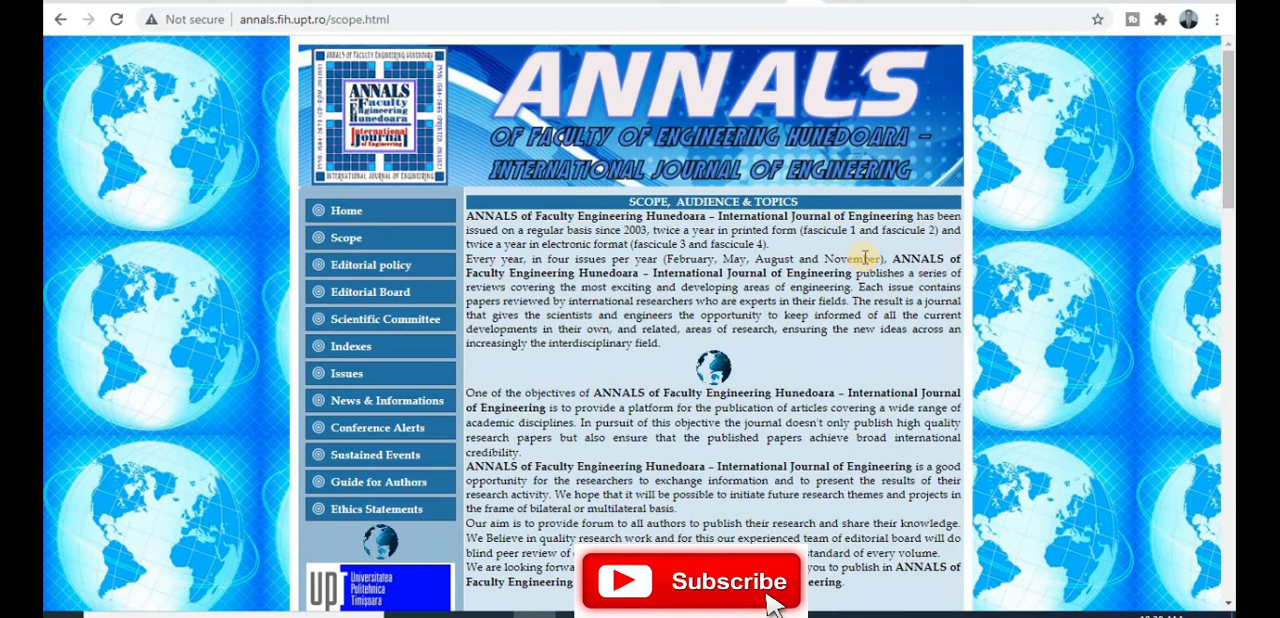 Not secure | annals.fih.upt.ro/scope.html
ANNALS OF FACULTY ENGINEERING HUNEDOARA
ANNALS
Faculty
Engineering
Hunedoara
International
Journal
of Engineering
INTERNATIONAL JOURNAL OF ENGINEERING
ANNALS
OF FACULTY OF ENGINEERING HUNEDOARA –
INTERNATIONAL JOURNAL OF ENGINEERING
Home
Scope
Editorial policy
Editorial Board
Scientific Committee
Indexes
Issues
News & Informations
Conference Alerts
Sustained Events
Guide for Authors
Ethics Statements
UPT
Universitatea
Politehnica
Timişoara
SCOPE, AUDIENCE & TOPICS
ANNALS of Faculty Engineering Hunedoara – International Journal of Engineering has been
issued on a regular basis since 2003, twice a year in printed form (fascicule 1 and fascicule 2) and
twice a year in electronic format (fascicule 3 and fascicule 4).
Every year, in four issues per year (February, May, August and November), ANNALS of
Faculty Engineering Hunedoara – International Journal of Engineering publishes a series of
reviews covering the most exciting and developing areas of engineering. Each issue contains
papers reviewed by international researchers who are experts in their fields. The result is a journal
that gives the scientists and engineers the opportunity to keep informed of all the current
developments in their own, and related, areas of research, ensuring the new ideas across an
increasingly the interdisciplinary field.
One of the objectives of ANNALS of Faculty Engineering Hunedoara – International Journal
of Engineering is to provide a platform for the publication of articles covering a wide range of
academic disciplines. In pursuit of this objective the journal doesn't only publish high quality
research papers but also ensure that the published papers achieve broad international
credibility.
ANNALS of Faculty Engineering Hunedoara – International Journal of Engineering is a good
opportunity for the researchers to exchange information and to present the results of their
research activity. We hope that it will be possible to initiate future research themes and projects in
the frame of bilateral or multilateral basis.
Our aim is to provide forum to all authors to publish their research and share their knowledge.
We Believe in quality research work and for this our experienced team of editorial board will do
blind peer review of standard of every volume.
We are looking forwa you to publish in ANNALS of
Faculty Engineering eering.
Subscribe